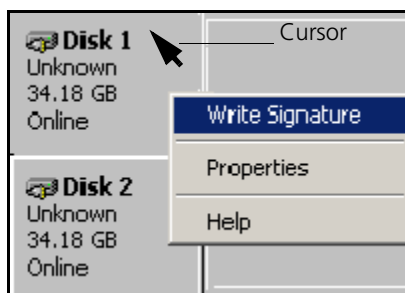 Disk 1
Cursor
Unknown
34.18 GB
Online
Write Signature
Properties
Help
Disk 2
Unknown
34.18 GB
Online